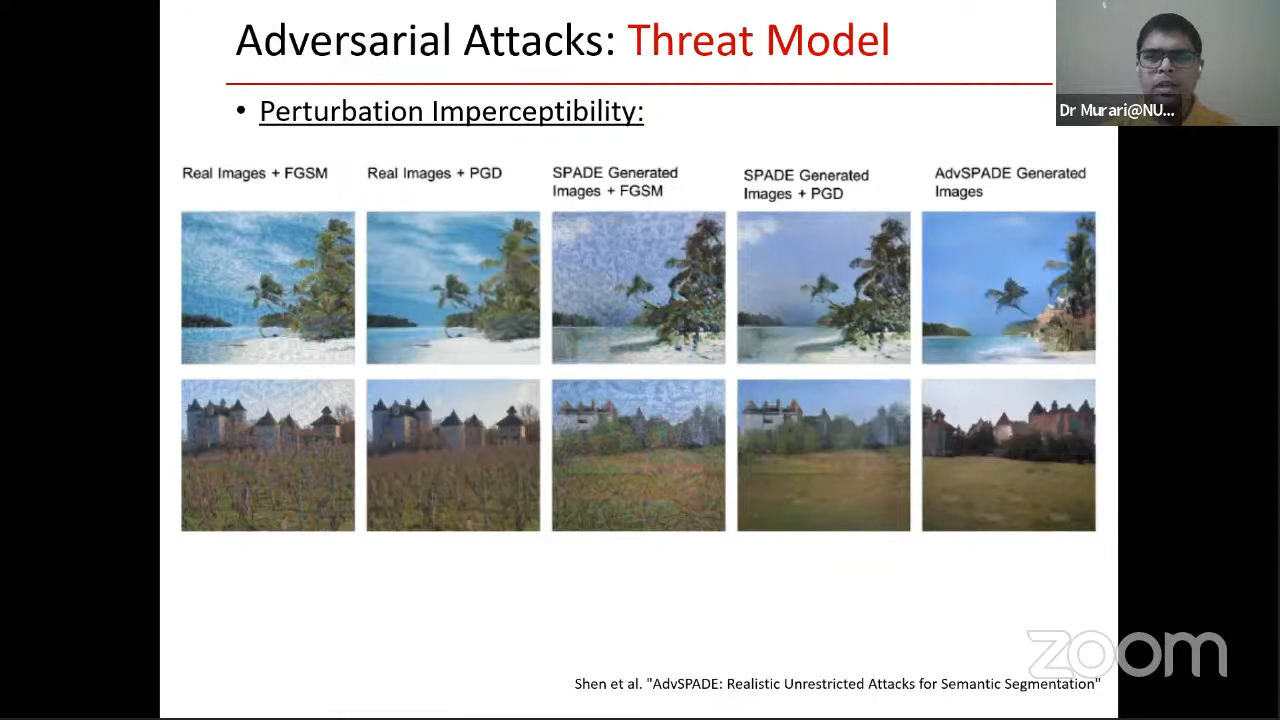 Adversarial Attacks: Threat Model
Dr Murari@NU...
• Perturbation Imperceptibility:
Real Images + FGSM
Real Images + PGD
SPADE Generated
Images + FGSM
SPADE Generated
Images + PGD
AdvSPADE Generated
Images
zoom
Shen et al. "AdvSPADE: Realistic Unrestricted Attacks for Semantic Segmentation"